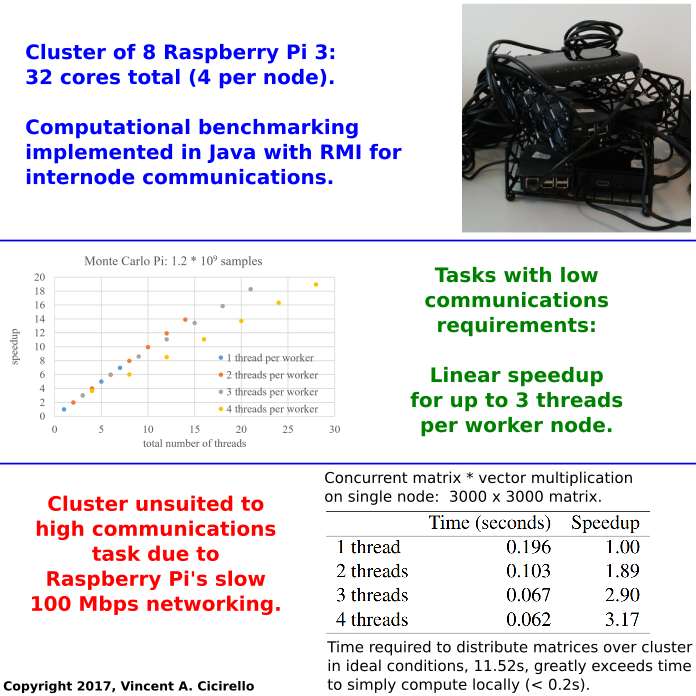 Cluster of 8 Raspberry Pi 3:
32 cores total (4 per node).
Computational benchmarking
implemented in Java with RMI for
internode communications.
Monte Carlo Pi: 1.2 * 10⁹ samples
speedup
20
18
16
14
12
10
8
6
4
2
0
0 5 10 15 20 25 30
total number of threads
1 thread per worker
2 threads per worker
3 threads per worker
4 threads per worker
Tasks with low
communications
requirements:
Linear speedup
for up to 3 threads
per worker node.
Cluster unsuited to
high communications
task due to
Raspberry Pi's slow
100 Mbps networking.
Concurrent matrix * vector multiplication
on single node: 3000 x 3000 matrix.
Time (seconds) Speedup
1 thread 0.196 1.00
2 threads 0.103 1.89
3 threads 0.067 2.90
4 threads 0.062 3.17
Time required to distribute matrices over cluster
in ideal conditions, 11.52s, greatly exceeds time
to simply compute locally (< 0.2s).
Copyright 2017, Vincent A. Cicirello